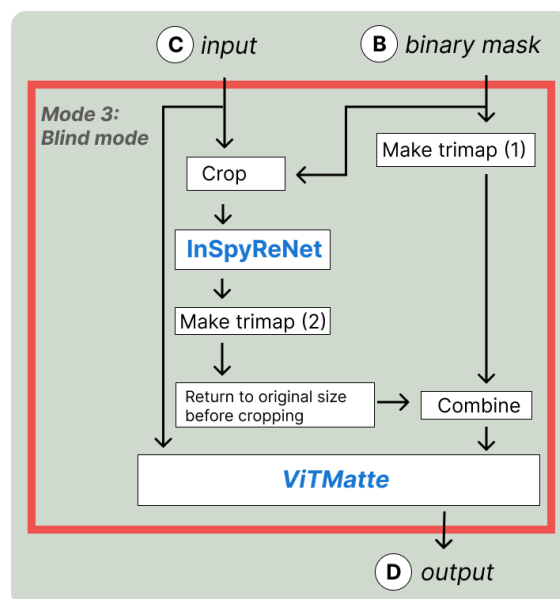 C input
B binary mask
Mode 3:
Blind mode
Make trimap (1)
Crop
InSpyReNet
Make trimap (2)
Return to original size
before cropping
Combine
ViTMatte
D output